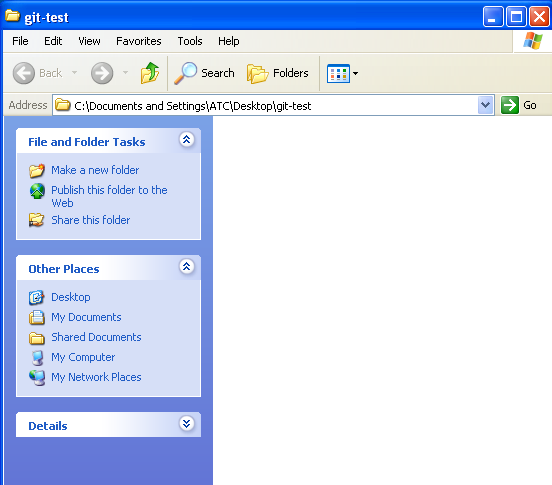 git-test
File Edit View Favorites Tools Help
Back Search Folders
Address C:\Documents and Settings\ATC\Desktop\git-test Go
File and Folder Tasks
Make a new folder
Publish this folder to the
Web
Share this folder
Other Places
Desktop
My Documents
Shared Documents
My Computer
My Network Places
Details